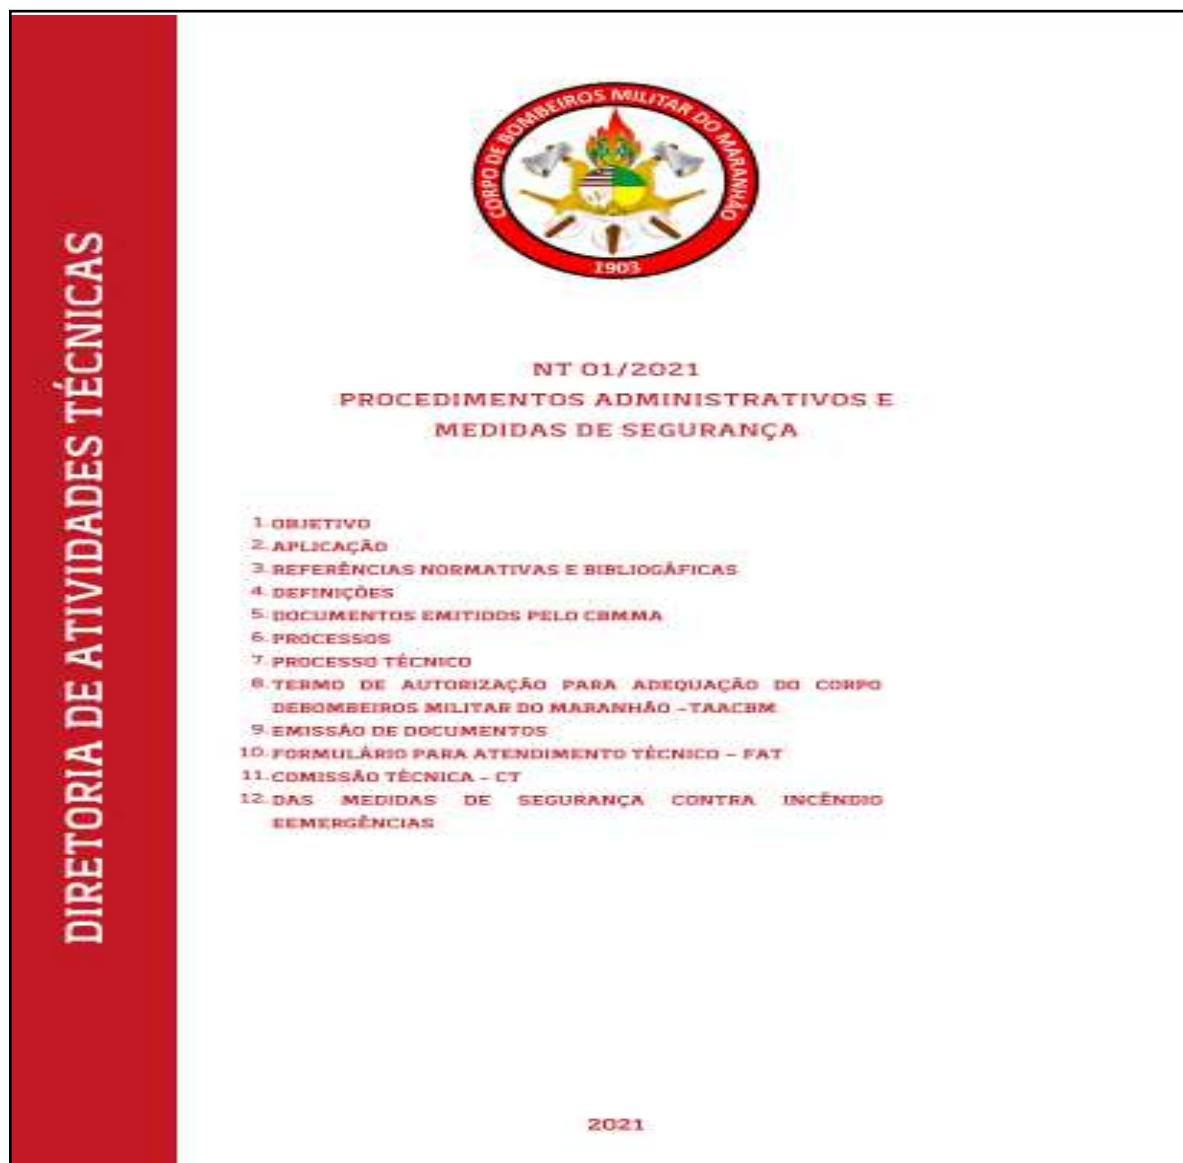 DIRETORIA DE ATIVIDADES TÉCNICAS
CORPO DE BOMBEIROS MILITAR DO MARANHÃO
1903
NT 01/2021
PROCEDIMENTOS ADMINISTRATIVOS E
MEDIDAS DE SEGURANÇA
1. OBJETIVO
2. APLICAÇÃO
3. REFERÊNCIAS NORMATIVAS E BIBLIOGÁFICAS
4. DEFINIÇÕES
5. DOCUMENTOS EMITIDOS PELO CBMMA
6. PROCESSOS
7. PROCESSO TÉCNICO
8. TERMO DE AUTORIZAÇÃO PARA ADEQUAÇÃO DO CORPO
DEBOMBEIROS MILITAR DO MARANHÃO –TAACBM
9. EMISSÃO DE DOCUMENTOS
10. FORMULÁRIO PARA ATENDIMENTO TÉCNICO – FAT
11. COMISSÃO TÉCNICA – CT
12. DAS MEDIDAS DE SEGURANÇA CONTRA INCÊNDIO
EEMERGÊNCIAS
2021